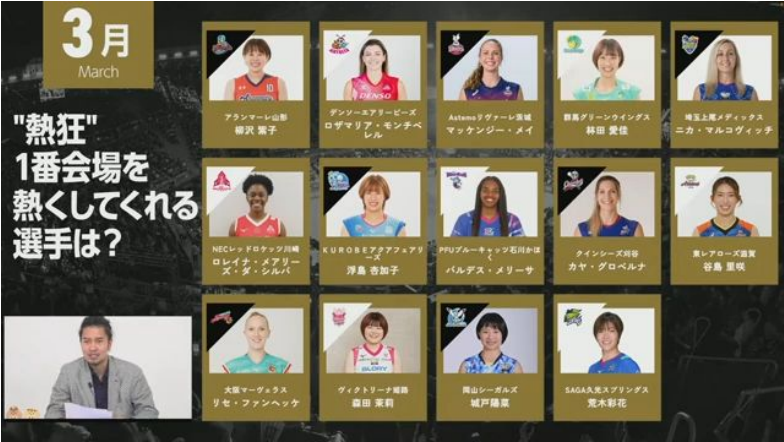 3月
March
"熱狂"
1番会場を
熱くしてくれる
選手は？
アランマーレ山形
柳沢 紫子
デンソーエアリービーズ
ロザマリア・モンチベ
レル
Astemoリヴァーレ茨城
マッケンジー・メイ
群馬グリーンウイングス
林田 愛佳
埼玉上尾メディックス
ニカ・マルコヴィッチ
NECレッドロケッツ川崎
ロレイナ・メアリー
ズ・ダ・シルバ
KUROBEアクアフェアリ
ーズ
浮島 杏加子
PFUブルーキャッツ石川かほ
く
バルデス・メリーサ
クインシーズ刈谷
カヤ・グロベルナ
東レアローズ滋賀
谷島 里咲
大阪マーヴェラス
リセ・ファンヘッケ
ヴィクトリーナ姫路
森田 茉莉
GLORY
岡山シーガルズ
城戸陽菜
SAGA久光スプリングス
荒木彩花
DENSO